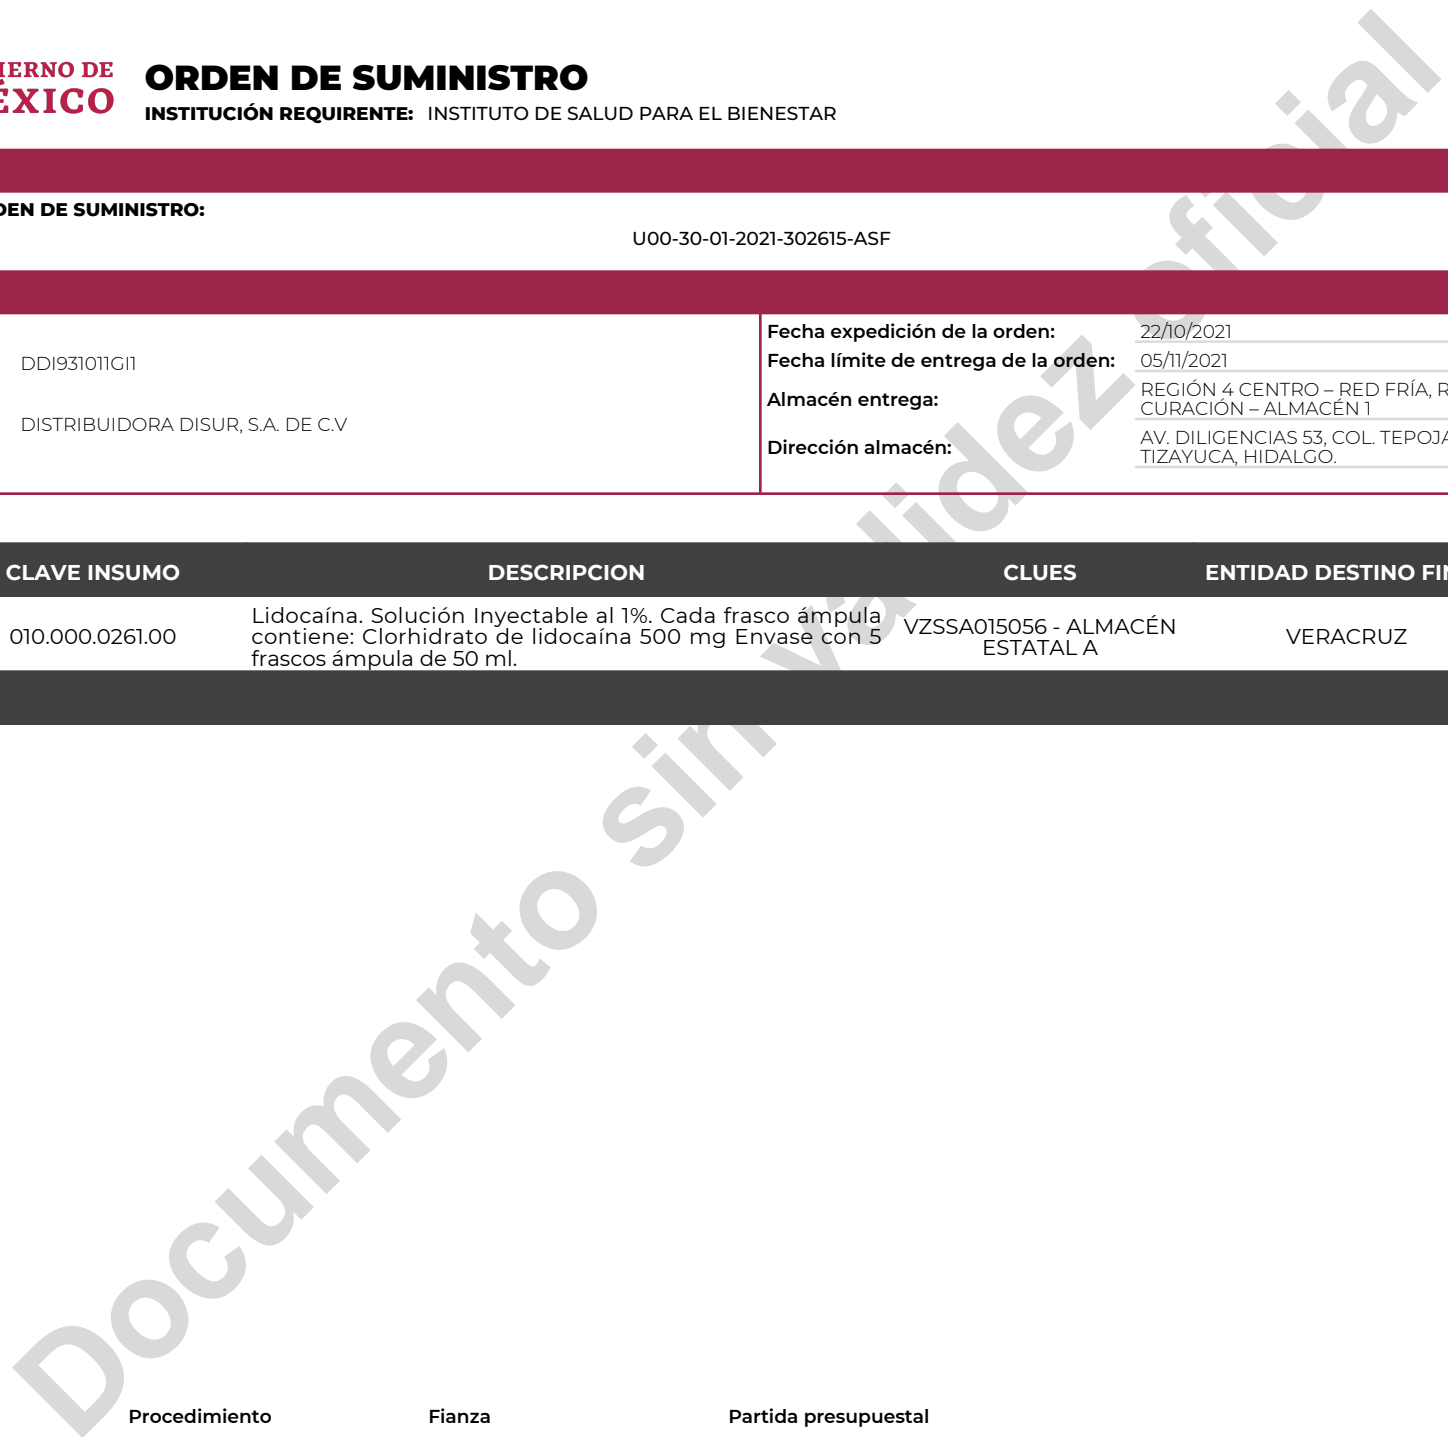 IERNO DE
ÉXICO
ORDEN DE SUMINISTRO
INSTITUCIÓN REQUIRENTE: INSTITUTO DE SALUD PARA EL BIENESTAR
DEN DE SUMINISTRO:
U00-30-01-2021-302615-ASF
DDI931011GI1
DISTRIBUIDORA DISUR, S.A. DE C.V
Fecha expedición de la orden: 22/10/2021
Fecha límite de entrega de la orden: 05/11/2021
Almacén entrega: REGIÓN 4 CENTRO – RED FRÍA, R
CURACIÓN – ALMACÉN 1
Dirección almacén: AV. DILIGENCIAS 53, COL. TEPOJA
TIZAYUCA, HIDALGO.
CLAVE INSUMO DESCRIPCION CLUES ENTIDAD DESTINO FIN
010.000.0261.00
Lidocaína. Solución Inyectable al 1%. Cada frasco ámpula
contiene: Clorhidrato de lidocaína 500 mg Envase con 5
frascos ámpula de 50 ml.
VZSSA015056 - ALMACÉN
ESTATAL A
VERACRUZ
Documento sin validez oficial
Procedimiento Fianza Partida presupuestal